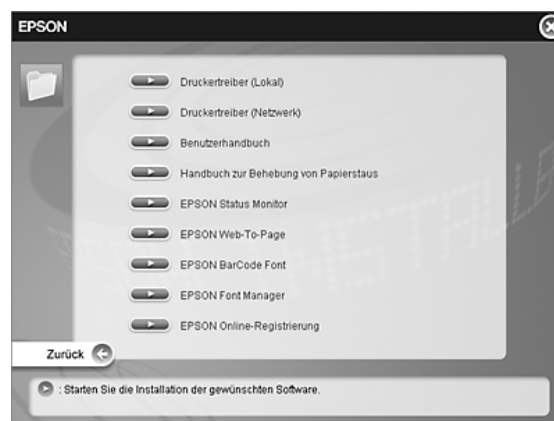 EPSON
Druckertreiber (Lokal)
Druckertreiber (Netzwerk)
Benutzerhandbuch
Handbuch zur Behebung von Papierstaus
EPSON Status Monitor
EPSON Web-To-Page
EPSON BarCode Font
EPSON Font Manager
EPSON Online-Registrierung
Zurück
: Starten Sie die Installation der gewünschten Software.